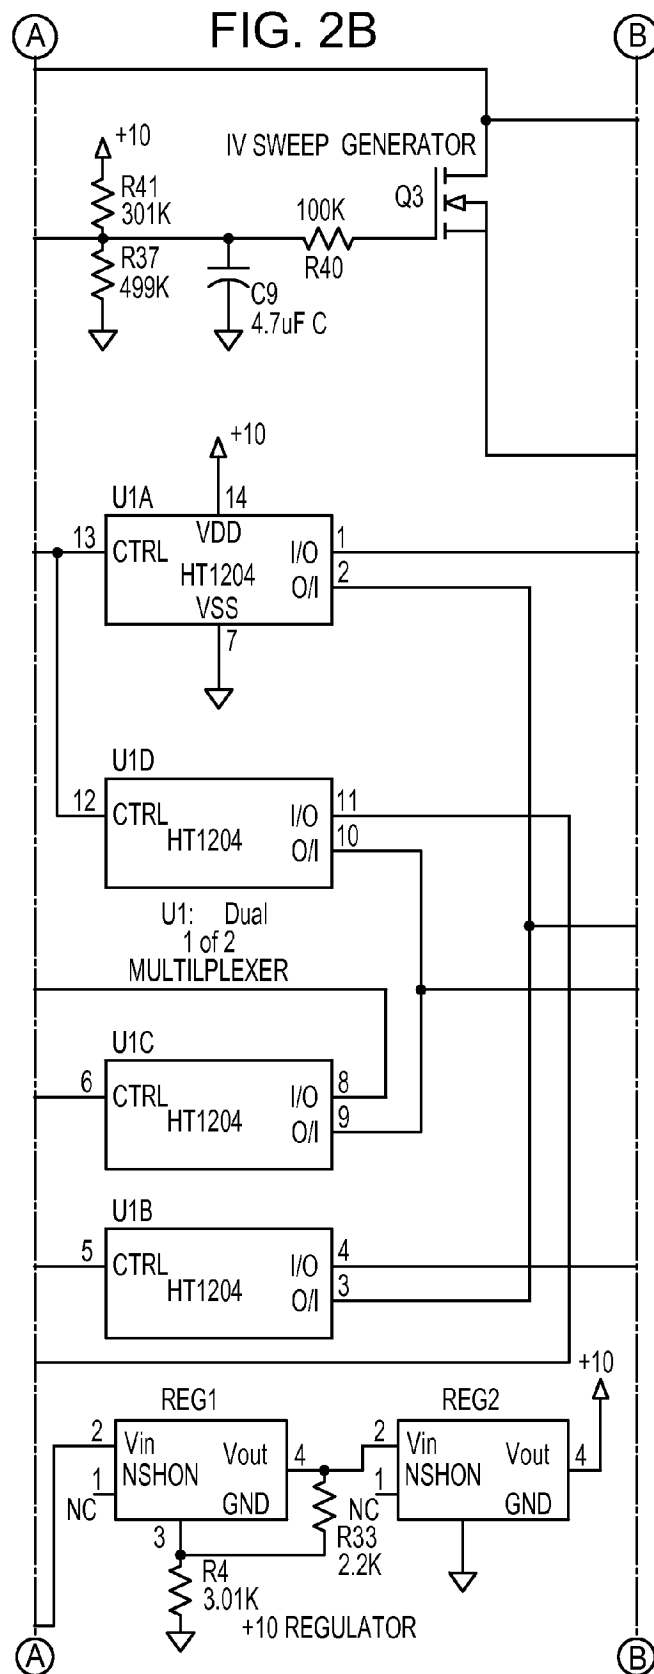 A FIG. 2B B
+10
IV SWEEP GENERATOR
R41
301K
100K
Q3
R37
499K
R40
C9
4.7uF C
+10
U1A
14
13 CTRL VDD I/O 1
HT1204 O/I 2
VSS
7
U1D
12 CTRL I/O 11
HT1204 O/I 10
U1: Dual
1 of 2
MULTILPLEXER
U1C
6 CTRL I/O 8
HT1204 O/I 9
U1B
5 CTRL I/O 4
HT1204 O/I 3
+10
REG1 REG2
2 Vin Vout 4 2 Vin Vout 4
1 NSHON 1 NSHON
NC GND NC GND
3
R33
2.2K
R4
3.01K
+10 REGULATOR
A B